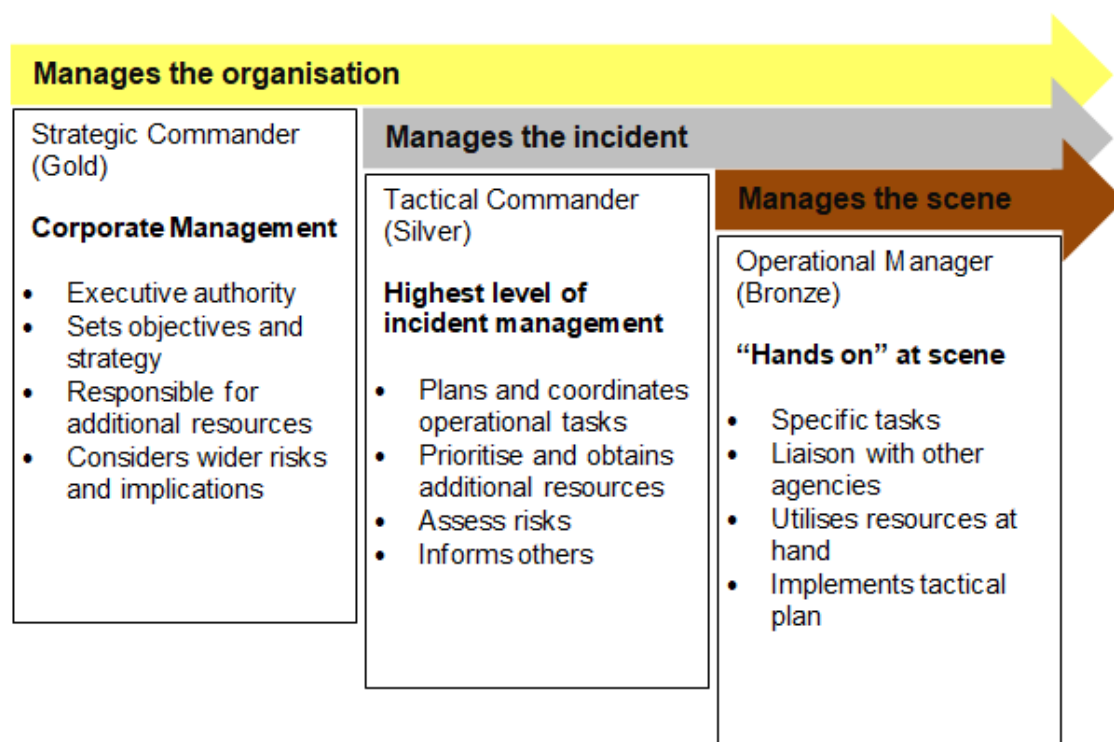 Manages the organisation
Strategic Commander
(Gold)
Corporate Management
• Executive authority
• Sets objectives and
strategy
• Responsible for
additional resources
• Considers wider risks
and implications
Manages the incident
Tactical Commander
(Silver)
Highest level of
incident management
• Plans and coordinates
operational tasks
• Prioritise and obtains
additional resources
• Assess risks
• Informs others
Manages the scene
Operational Manager
(Bronze)
“Hands on” at scene
• Specific tasks
• Liaison with other
agencies
• Utilises resources at
hand
• Implements tactical
plan